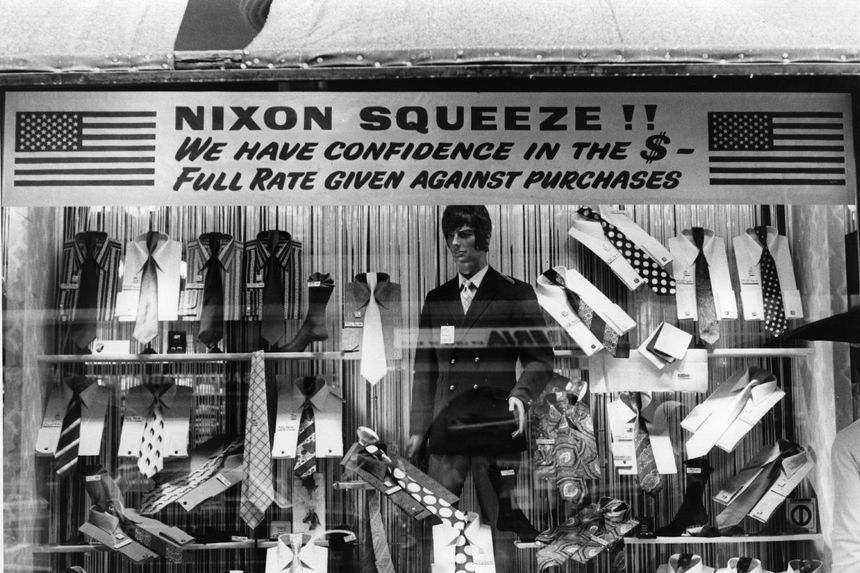 NIXON SQUEEZE !!
WE HAVE CONFIDENCE IN THE $ –
FULL RATE GIVEN AGAINST PURCHASES